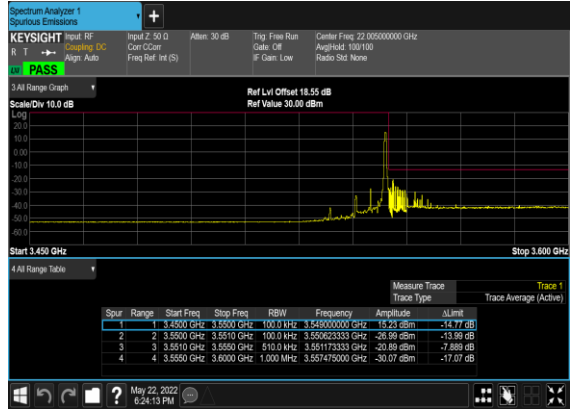 Spectrum Analyzer 1
Spurious Emissions
+
KEYSIGHT Input: RF Input Z: 50 Ω Atten: 30 dB Trig: Free Run Center Freq: 22.005000000 GHz
R T Coupling: DC Corr CCorr Gate: Off Avg|Hold: 100/100
Align: Auto Freq Ref: Int (S) IF Gain: Low Radio Std: None
PASS
3 All Range Graph
Ref Lvl Offset 18.55 dB
Scale/Div 10.0 dB Ref Value 30.00 dBm
Log
20.0
10.0
0.00
-10.0
-20.0
-30.0
-40.0
-50.0
-60.0
Start 3.450 GHz Stop 3.600 GHz
4 All Range Table
Measure Trace Trace 1
Trace Type Trace Average (Active)
Spur Range Start Freq Stop Freq RBW Frequency Amplitude ΔLimit
1 1 3.4500 GHz 3.5500 GHz 100.0 kHz 3.549000000 GHz 15.23 dBm -14.77 dB
2 2 3.5500 GHz 3.5510 GHz 100.0 kHz 3.550623333 GHz -26.99 dBm -13.99 dB
3 3 3.5510 GHz 3.5550 GHz 510.0 kHz 3.551173333 GHz -20.89 dBm -7.889 dB
4 4 3.5550 GHz 3.6000 GHz 1.000 MHz 3.557475000 GHz -30.07 dBm -17.07 dB
?
May 22, 2022
6:24:13 PM